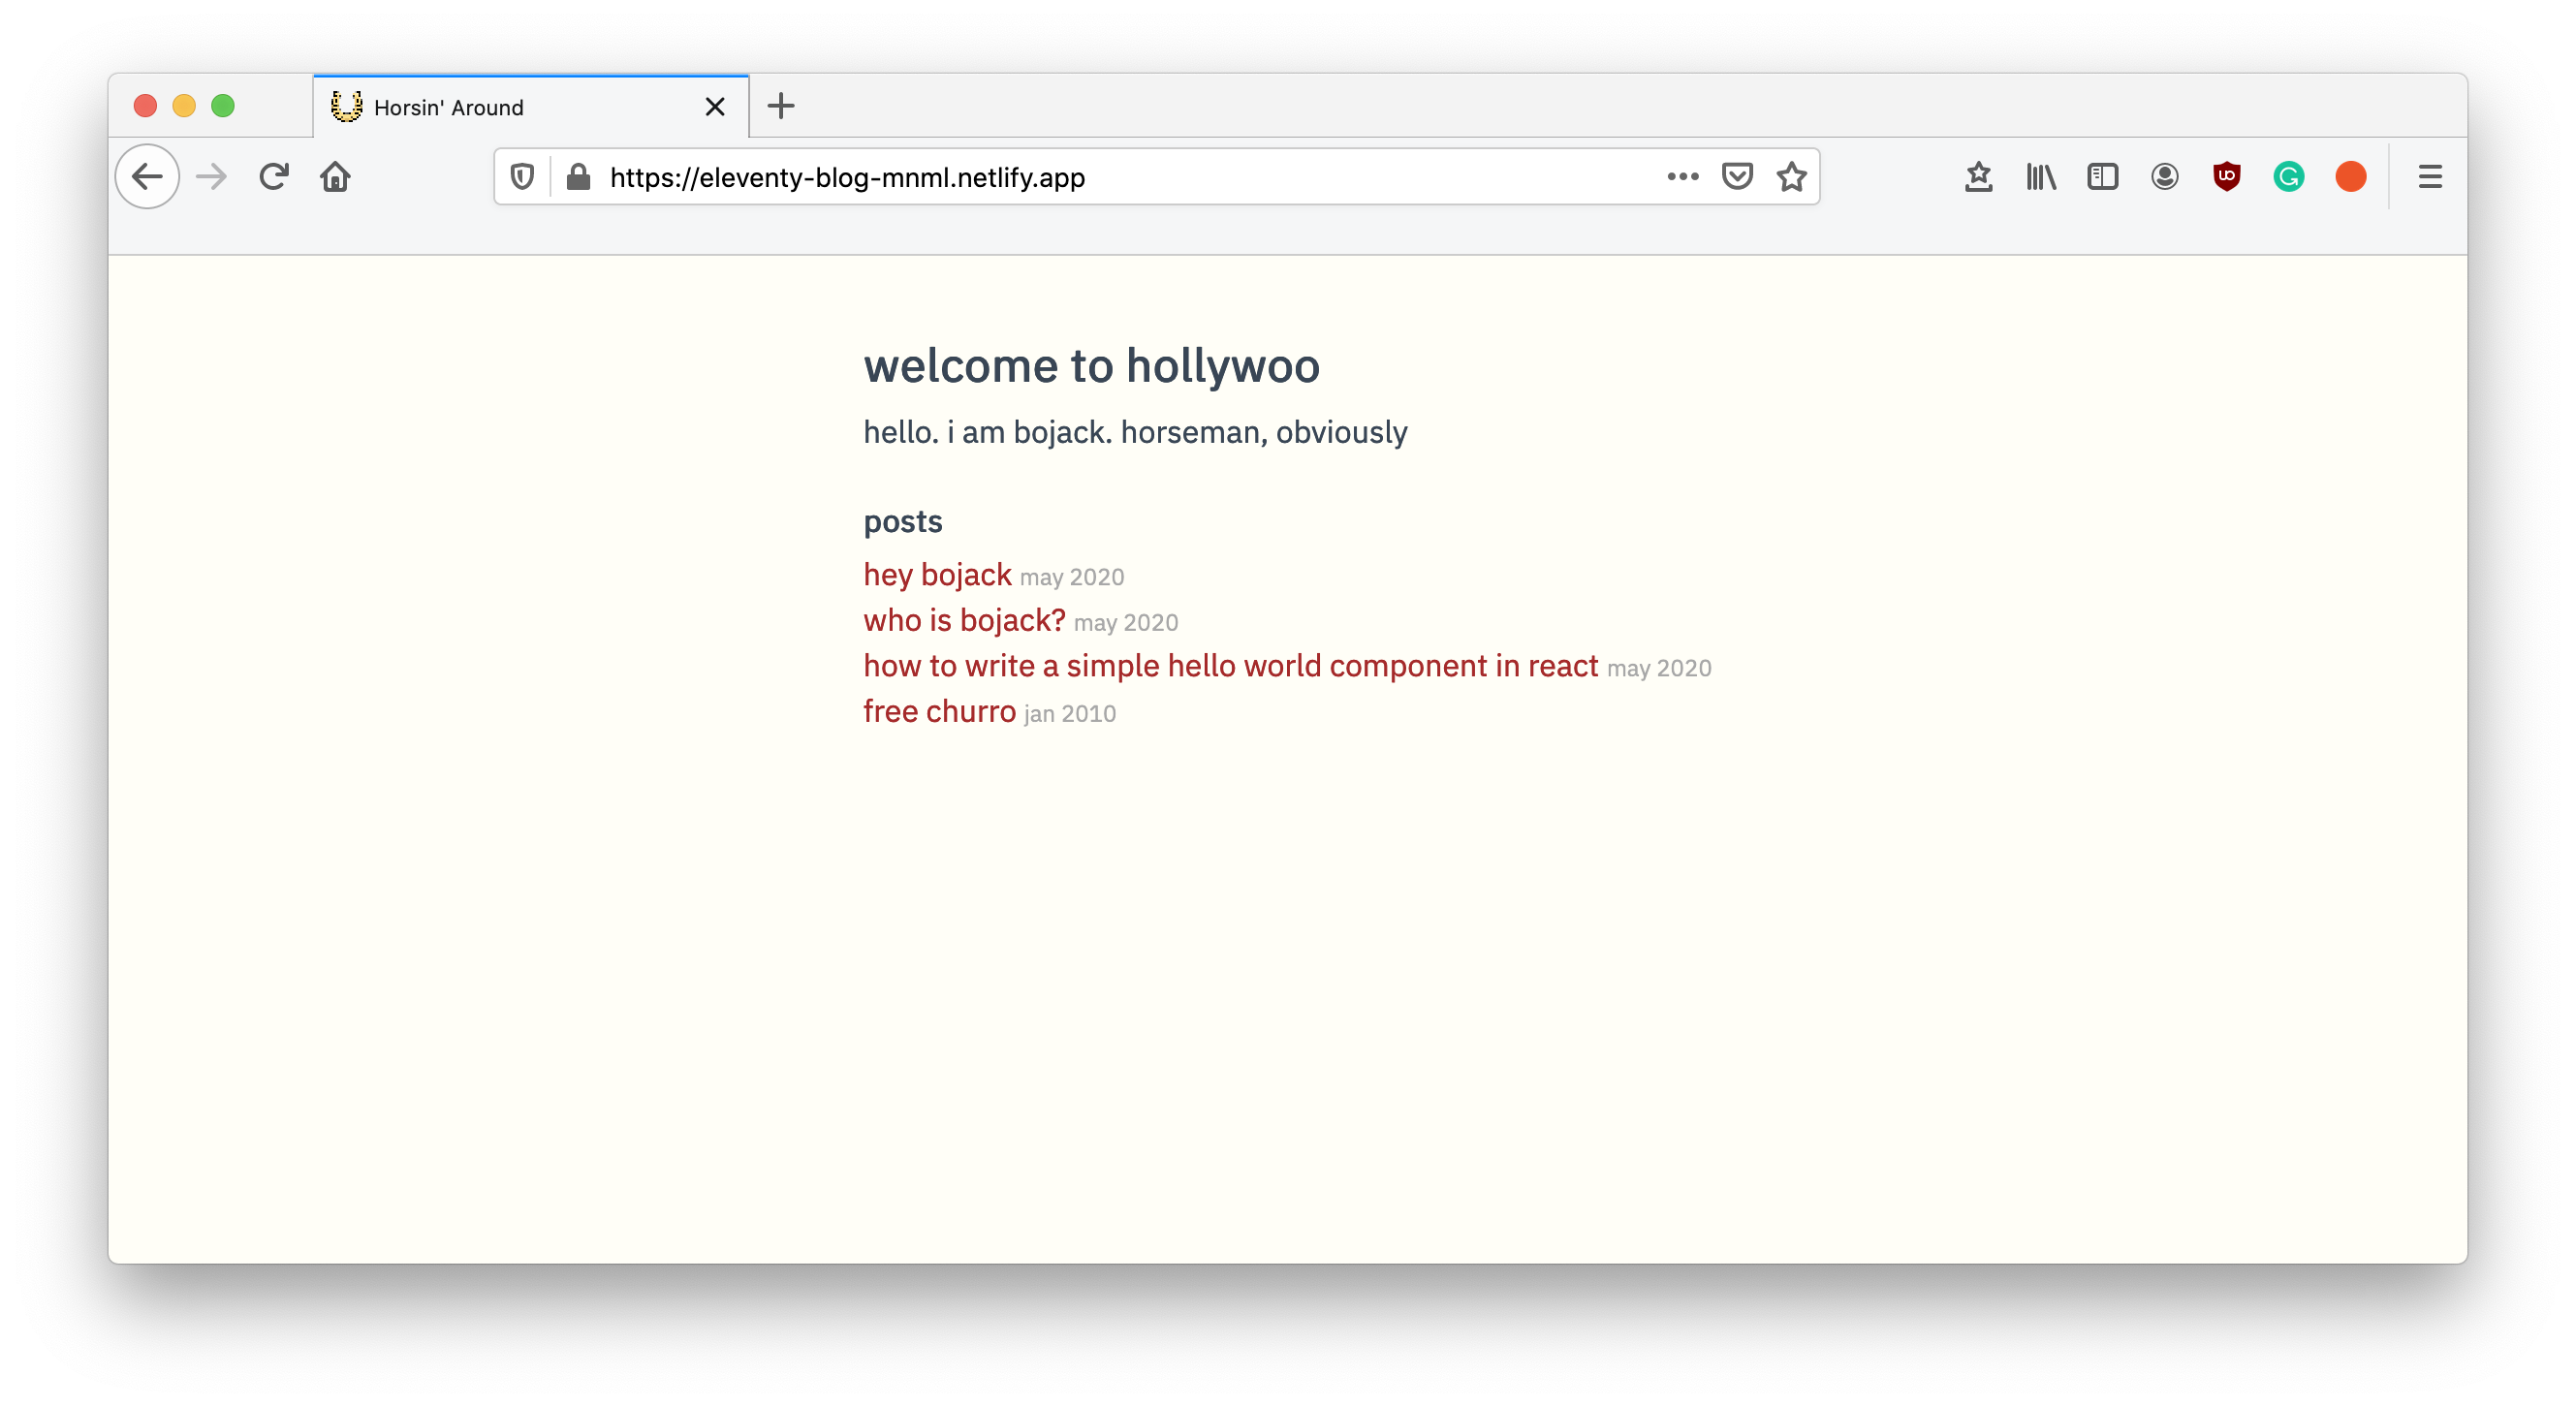 Horsin' Around
https://eleventy-blog-mnml.netlify.app
welcome to hollywoo
hello. i am bojack. horseman, obviously
posts
hey bojack may 2020
who is bojack? may 2020
how to write a simple hello world component in react may 2020
free churro jan 2010